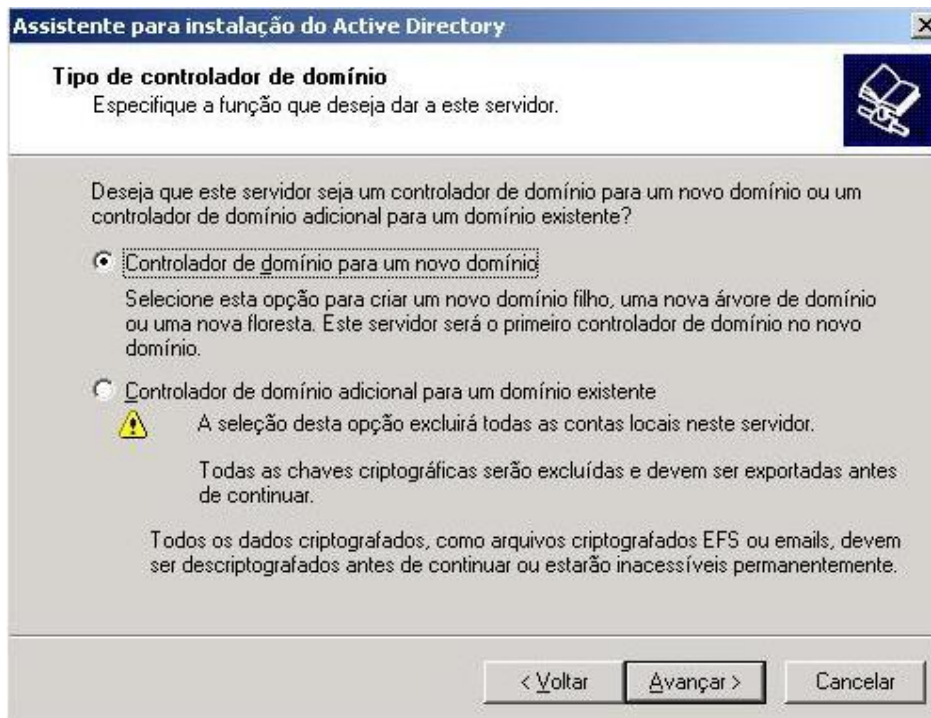 Assistente para instalação do Active Directory
Tipo de controlador de domínio
Especifique a função que deseja dar a este servidor.
Deseja que este servidor seja um controlador de domínio para um novo domínio ou um
controlador de domínio adicional para um domínio existente?
Controlador de domínio para um novo domínio
Selecione esta opção para criar um novo domínio filho, uma nova árvore de domínio
ou uma nova floresta. Este servidor será o primeiro controlador de domínio no novo
domínio.
Controlador de domínio adicional para um domínio existente
A seleção desta opção excluirá todas as contas locais neste servidor.
Todas as chaves criptográficas serão excluídas e devem ser exportadas antes
de continuar.
Todos os dados criptografados, como arquivos criptografados EFS ou emails, devem
ser descriptografados antes de continuar ou estarão inacessíveis permanentemente.
< Voltar Avançar > Cancelar